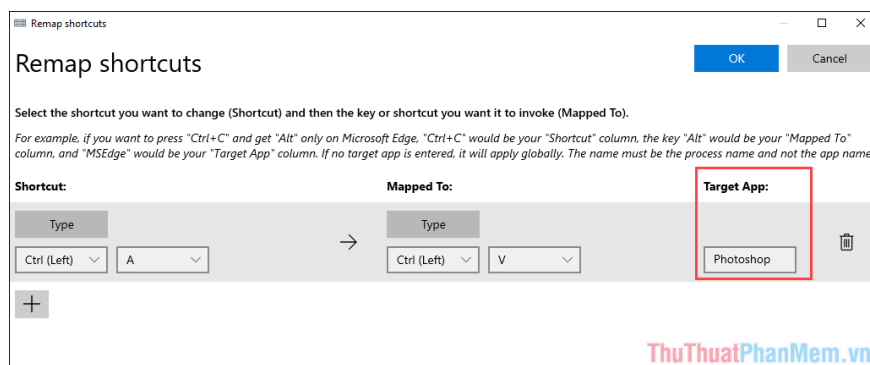 Remap shortcuts
Remap shortcuts
OK
Cancel
Select the shortcut you want to change (Shortcut) and then the key or shortcut you want it to invoke (Mapped To).
For example, if you want to press "Ctrl+C" and get "Alt" only on Microsoft Edge, "Ctrl+C" would be your "Shortcut" column, the key "Alt" would be your "Mapped To"
column, and "MSEdge" would be your "Target App" column. If no target app is entered, it will apply globally. The name must be the process name and not the app name
Shortcut:
Mapped To:
Target App:
Type
Type
Ctrl (Left)
A
Ctrl (Left)
V
Photoshop
ThuThuatPhanMem.vn